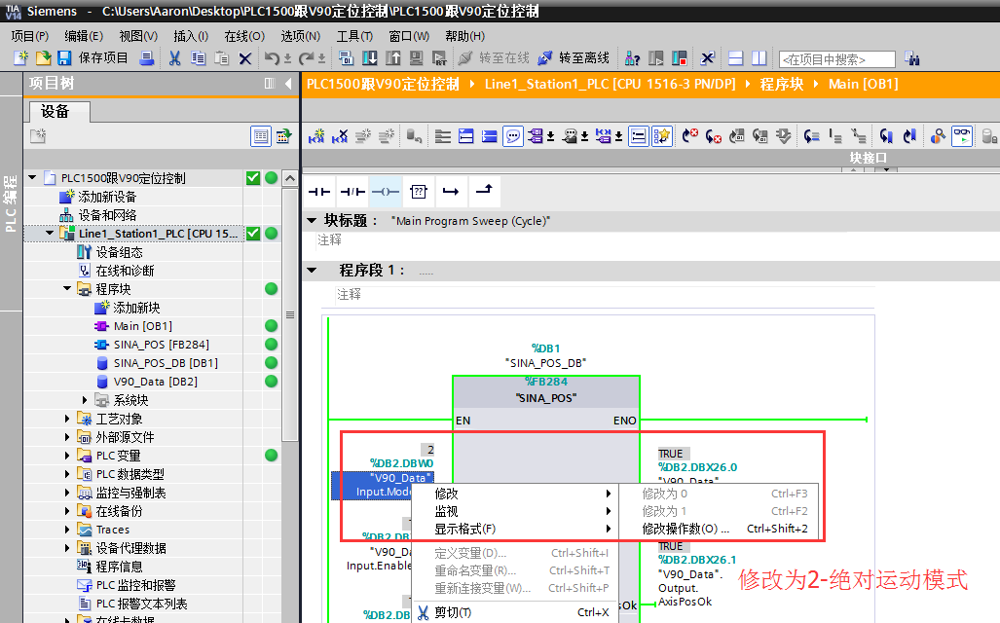 TIA
V14
Siemens - C:\Users\Aaron\Desktop\PLC1500跟V90定位控制\PLC1500跟V90定位控制
项目(P) 编辑(E) 视图(V) 插入(I) 在线(O) 选项(N) 工具(T) 窗口(W) 帮助(H)
保存项目 转至在线 转至离线 <在项目中搜索>
项目树
PLC1500跟V90定位控制 Line1_Station1_PLC [CPU 1516-3 PN/DP] 程序块 Main [OB1]
设备
块接口
PLC 编程
PLC1500跟V90定位控制
添加新设备
设备和网络
Line1_Station1_PLC [CPU 15...
设备组态
在线和诊断
程序块
添加新块
Main [OB1]
SINA_POS [FB284]
SINA_POS_DB [DB1]
V90_Data [DB2]
系统块
工艺对象
外部源文件
PLC 变量
PLC 数据类型
监控与强制表
在线备份
Traces
设备代理数据
程序信息
PLC 监控和报警
PLC 报警文本列表
在线卡数据
??
块标题: "Main Program Sweep (Cycle)"
注释
程序段 1: .....
注释
%DB1
"SINA_POS_DB"
%FB284
"SINA_POS"
EN ENO
2
%DB2.DBW0
"V90_Data".
Input.Mode
TRUE
%DB2.DBX26.0
"V90_Data".
修改
监视
显示格式(F)
定义变量(D)... Ctrl+Shift+I
重命名变量(R)... Ctrl+Shift+T
重新连接变量(W)... Ctrl+Shift+P
剪切(T) Ctrl+X
修改为 0 Ctrl+F3
修改为 1 Ctrl+F2
修改操作数(O) ... Ctrl+Shift+2
Input.Enable
TRUE
%DB2.DBX26.1
"V90_Data".
Output.
AxisPosOk
修改为2-绝对运动模式